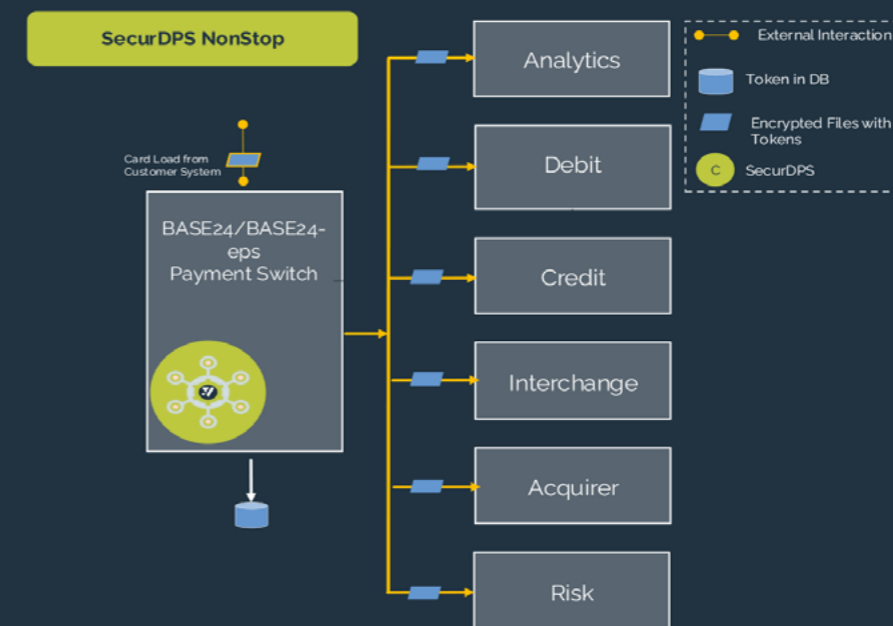 SecurDPS NonStop
Card Load from
Customer System
BASE24/BASE24-
eps
Payment Switch
Analytics
Debit
Credit
Interchange
Acquirer
Risk
External Interaction
Token in DB
Encrypted Files with
Tokens
C
SecurDPS